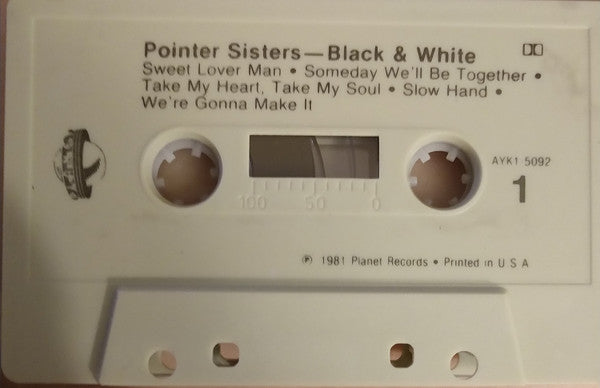 Pointer Sisters—Black & White
Sweet Lover Man • Someday We'll Be Together •
Take My Heart, Take My Soul • Slow Hand •
We're Gonna Make It
AYK1 5092
1
100 50 0
℗ 1981 Planet Records • Printed in U S A